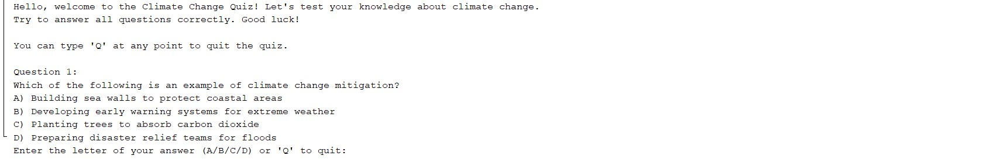 Hello, welcome to the Climate Change Quiz! Let's test your knowledge about climate change.
Try to answer all questions correctly. Good luck!
You can type 'Q' at any point to quit the quiz.
Question 1:
Which of the following is an example of climate change mitigation?
A) Building sea walls to protect coastal areas
B) Developing early warning systems for extreme weather
C) Planting trees to absorb carbon dioxide
D) Preparing disaster relief teams for floods
Enter the letter of your answer (A/B/C/D) or 'Q' to quit: